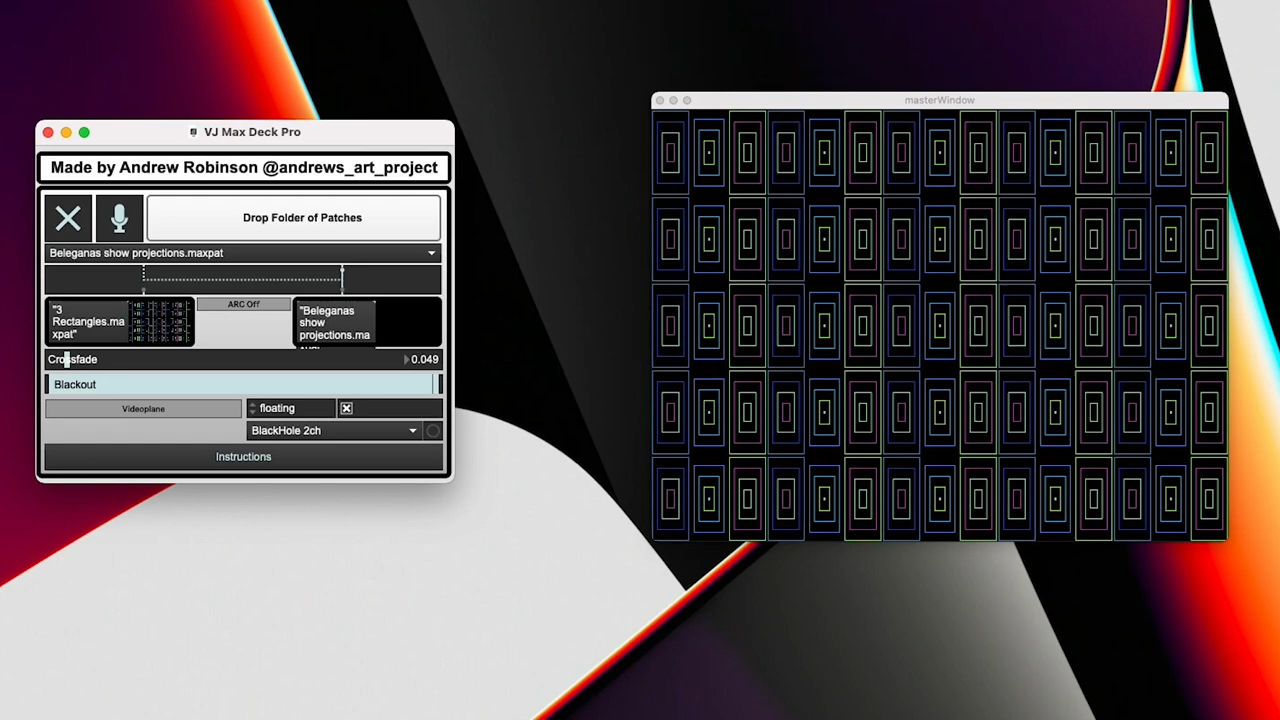 VJ Max Deck Pro
masterWindow
Made by Andrew Robinson @andrews_art_project
Drop Folder of Patches
Beleganas show projections.maxpat
"3
Rectangles.ma
xpat"
ARC Off
"Beleganas
show
projections.ma
Crossfade
0.049
Blackout
Videoplane
floating
BlackHole 2ch
Instructions